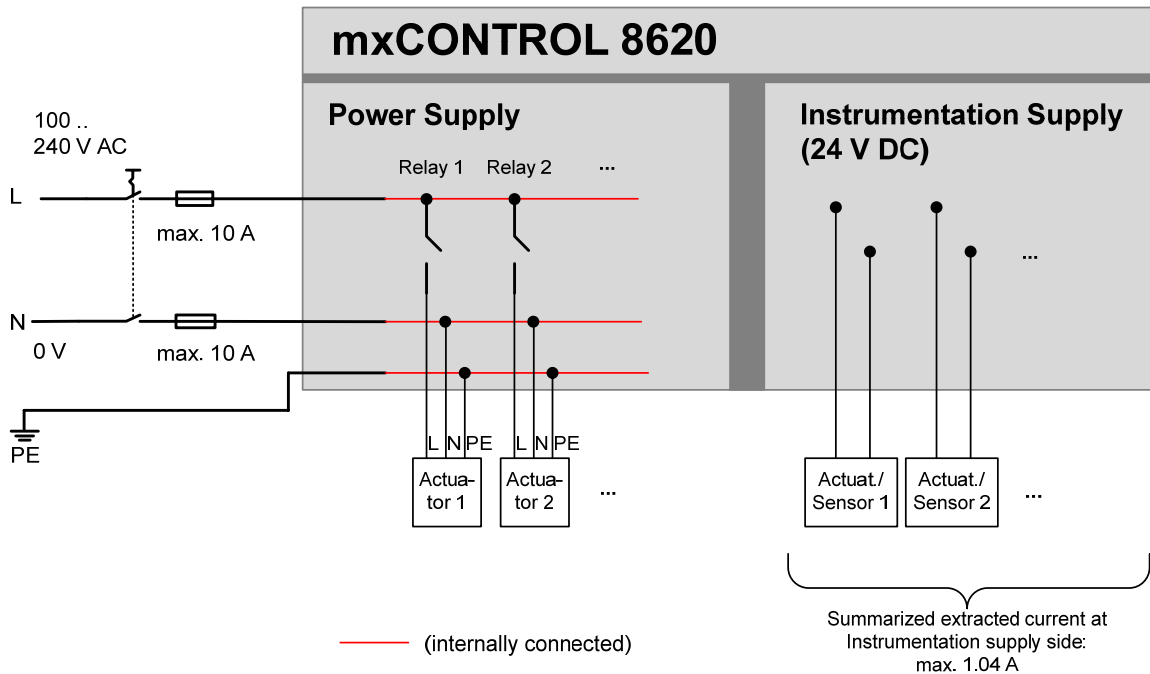 mxCONTROL 8620
Power Supply
Instrumentation Supply
(24 V DC)
100 ..
240 V AC
Relay 1
Relay 2
...
L
max. 10 A
...
N
0 V
max. 10 A
PE
L N PE
L N PE
Actua-
tor 1
Actua-
tor 2
...
Actuat./
Sensor 1
Actuat./
Sensor 2
...
(internally connected)
Summarized extracted current at
Instrumentation supply side:
max. 1.04 A